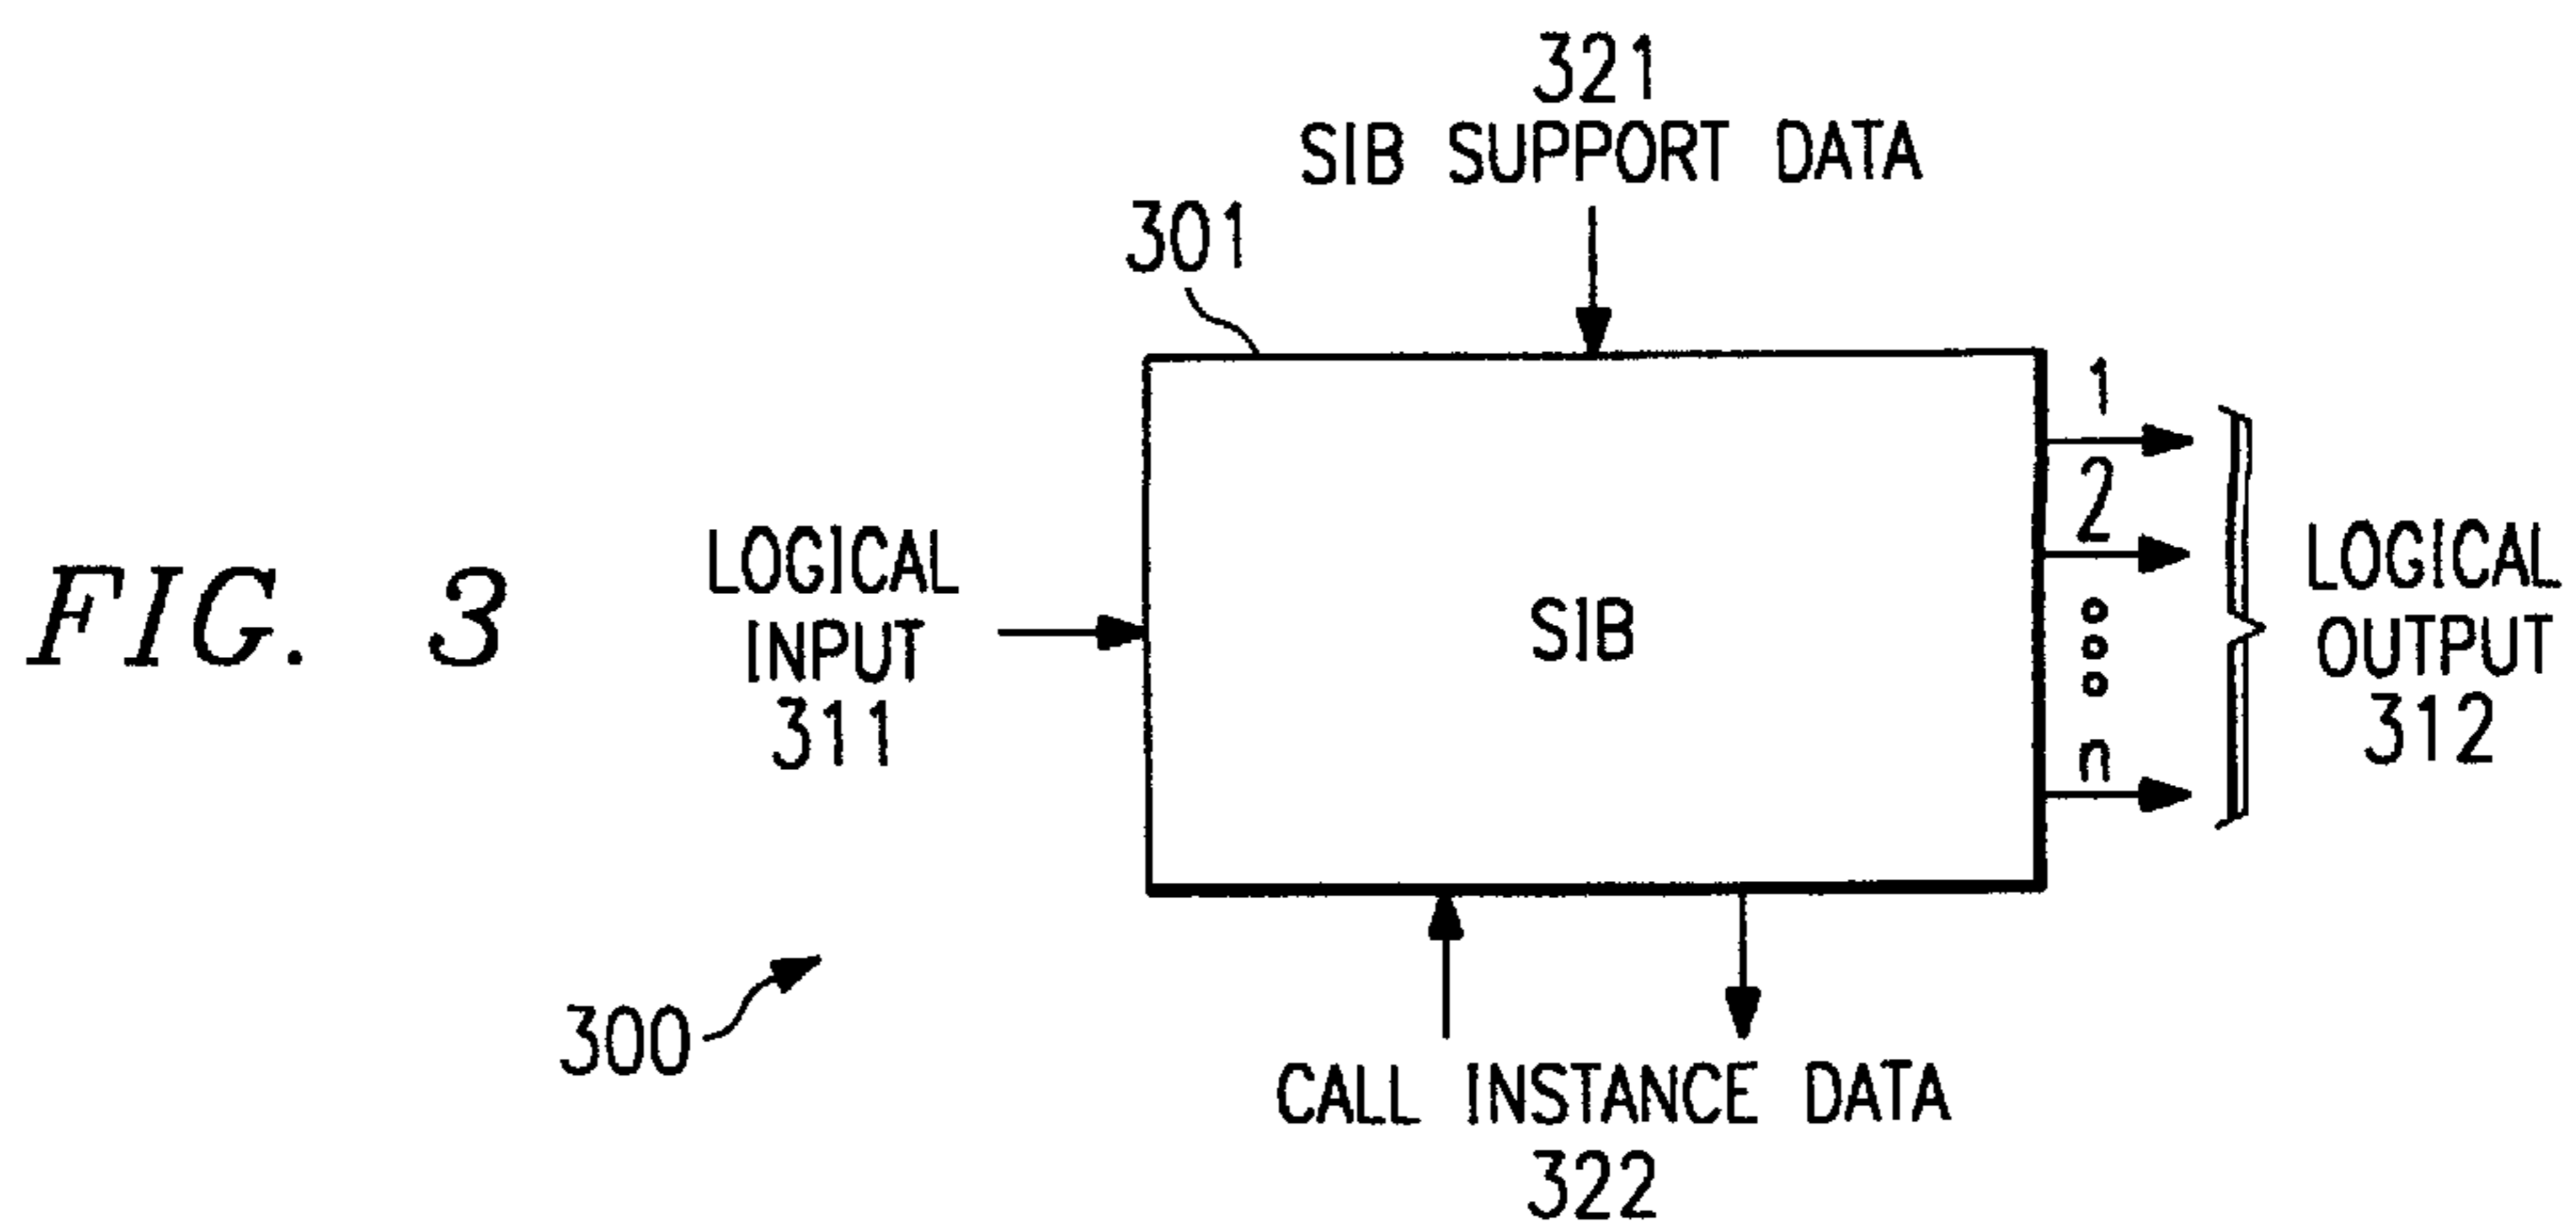 321
SIB SUPPORT DATA
301
1
2
n
LOGICAL
INPUT
311
SIB
LOGICAL
OUTPUT
312
FIG. 3
300
CALL INSTANCE DATA
322